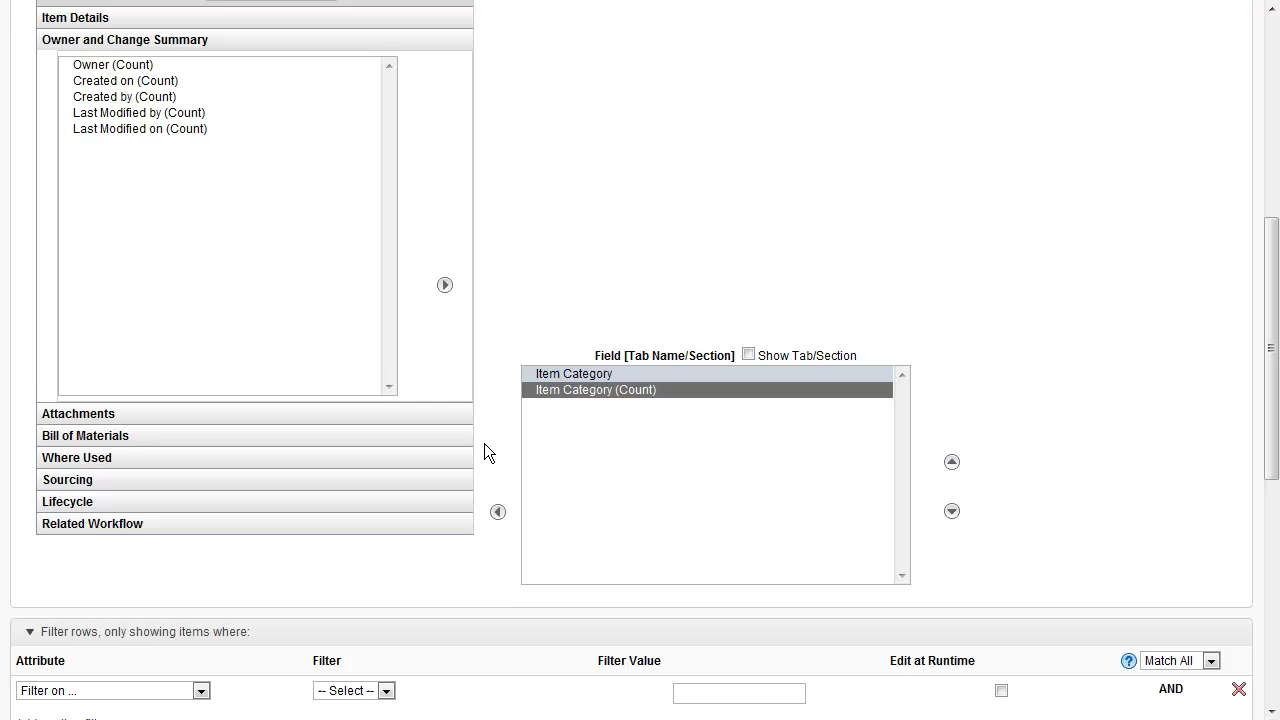 Item Details
Owner and Change Summary
Owner (Count)
Created on (Count)
Created by (Count)
Last Modified by (Count)
Last Modified on (Count)
Field [Tab Name/Section] Show Tab/Section
Item Category
Item Category (Count)
Attachments
Bill of Materials
Where Used
Sourcing
Lifecycle
Related Workflow
Filter rows, only showing items where:
Attribute Filter Filter Value Edit at Runtime ? Match All
Filter on ... -- Select -- AND